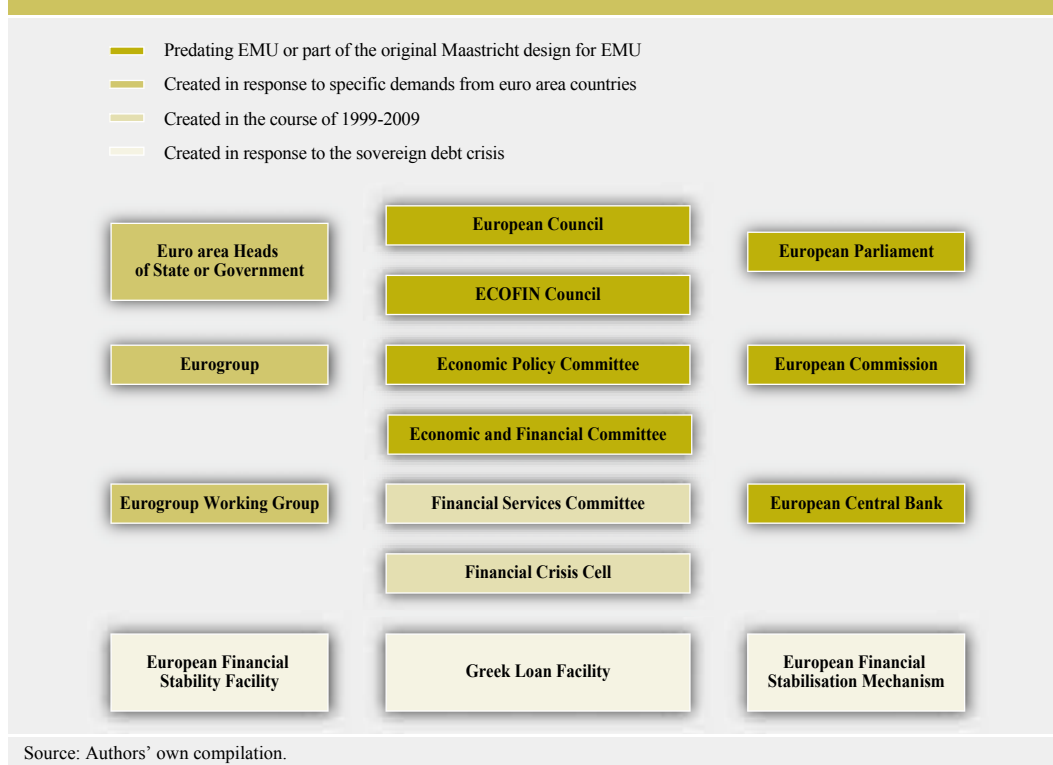 Predating EMU or part of the original Maastricht design for EMU
Created in response to specific demands from euro area countries
Created in the course of 1999-2009
Created in response to the sovereign debt crisis
Euro area Heads
of State or Government
European Council
European Parliament
ECOFIN Council
Eurogroup
Economic Policy Committee
European Commission
Economic and Financial Committee
Eurogroup Working Group
Financial Services Committee
European Central Bank
Financial Crisis Cell
European Financial
Stability Facility
Greek Loan Facility
European Financial
Stabilisation Mechanism
Source: Authors’ own compilation.